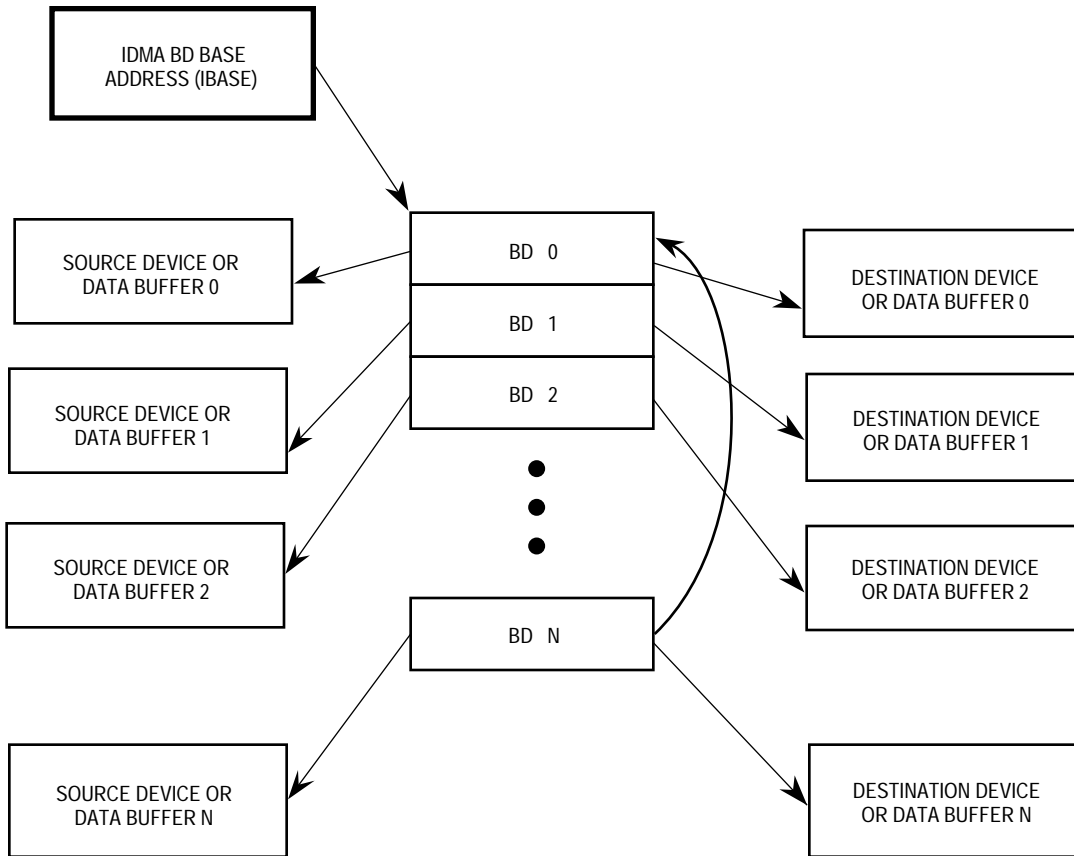 IDMA BD BASE
ADDRESS (IBASE)
BD 0
SOURCE DEVICE OR
DATA BUFFER 0
DESTINATION DEVICE
OR DATA BUFFER 0
BD 1
SOURCE DEVICE OR
DATA BUFFER 1
DESTINATION DEVICE
OR DATA BUFFER 1
BD 2
SOURCE DEVICE OR
DATA BUFFER 2
DESTINATION DEVICE
OR DATA BUFFER 2
BD N
SOURCE DEVICE OR
DATA BUFFER N
DESTINATION DEVICE
OR DATA BUFFER N